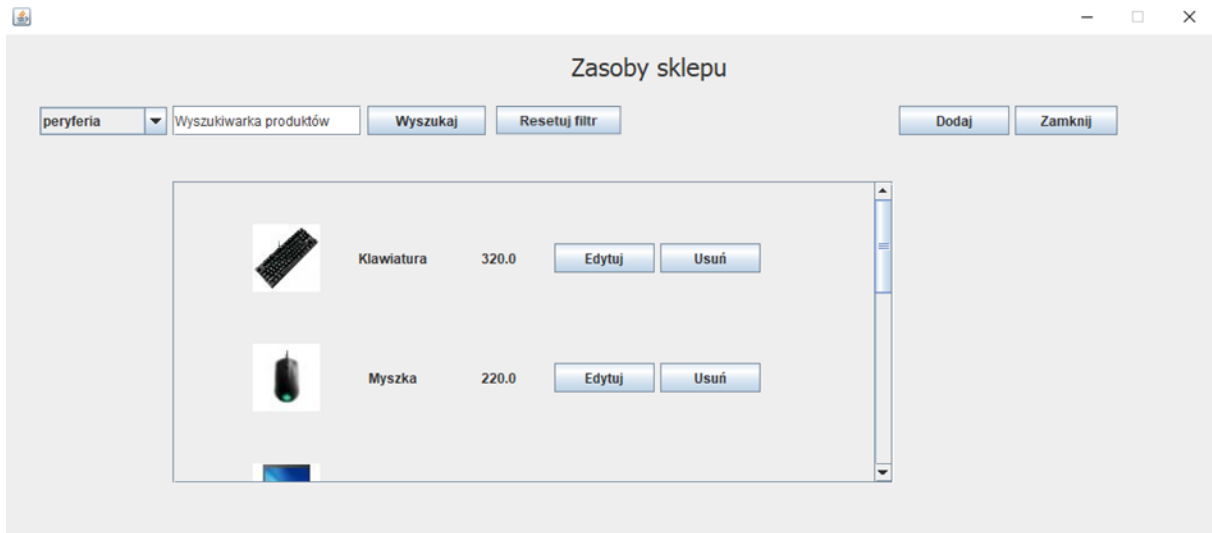 Zasoby sklepu
peryferia Wyszukiwarka produktów Wyszukaj Resetuj filtr Dodaj Zamknij
Klawiatura 320.0 Edytuj Usuń
Myszka 220.0 Edytuj Usuń